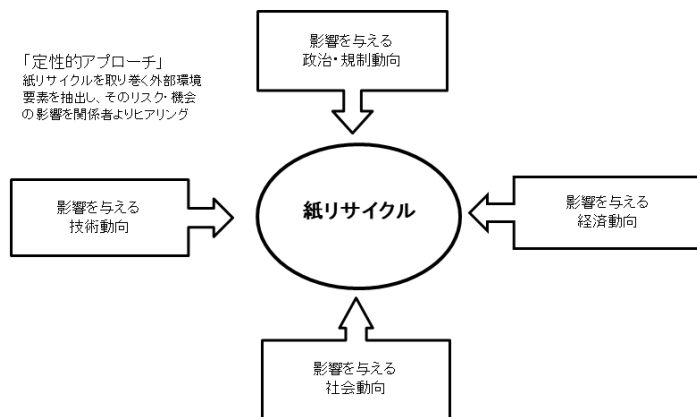 「定性的アプローチ」
紙リサイクルを取り巻く外部環境
要素を抽出し、そのリスク・機会
の影響を関係者よりヒアリング
影響を与える
政治・規制動向
影響を与える
技術動向
紙リサイクル
影響を与える
経済動向
影響を与える
社会動向